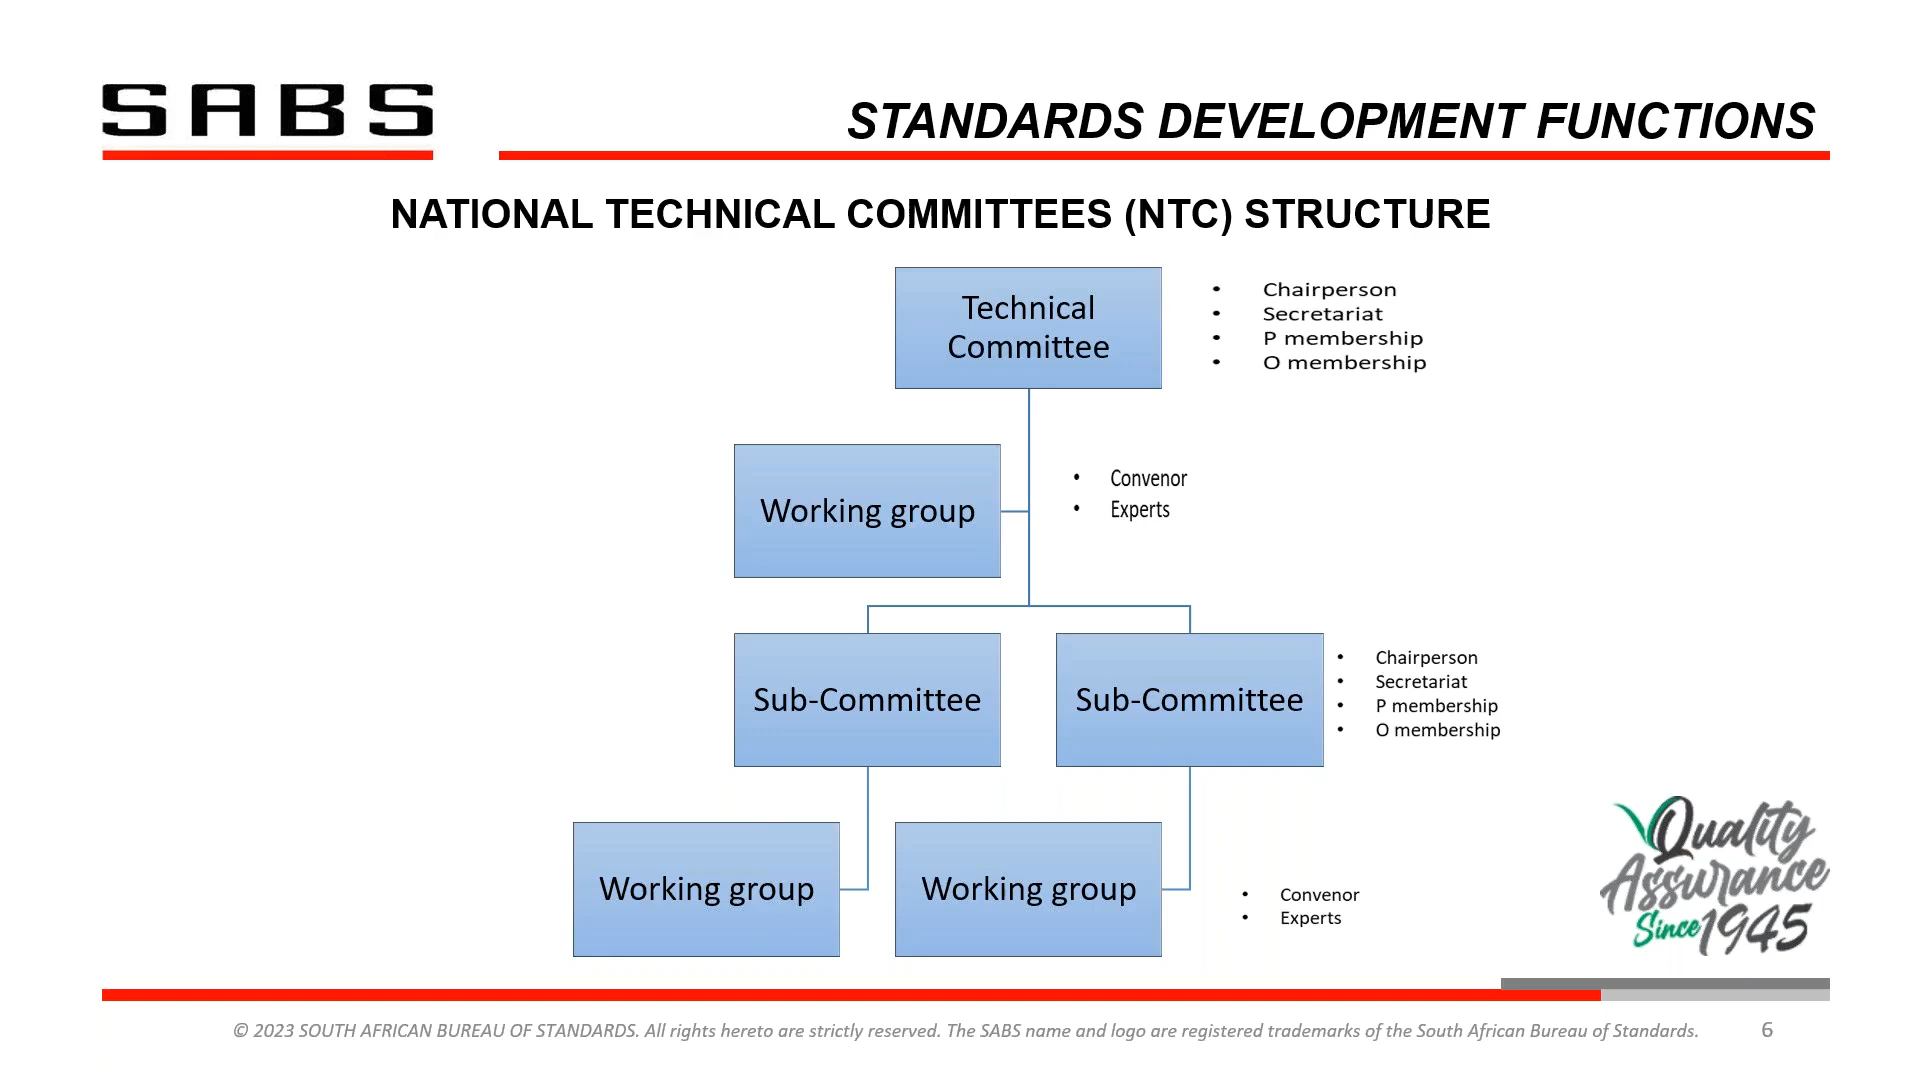 SABS
STANDARDS DEVELOPMENT FUNCTIONS
NATIONAL TECHNICAL COMMITTEES (NTC) STRUCTURE
Technical
Committee
• Chairperson
• Secretariat
• P membership
• O membership
Working group
• Convenor
• Experts
Sub-Committee
Sub-Committee
• Chairperson
• Secretariat
• P membership
• O membership
Working group
Working group
• Convenor
• Experts
Quality
Assurance
Since 1945
© 2023 SOUTH AFRICAN BUREAU OF STANDARDS. All rights hereto are strictly reserved. The SABS name and logo are registered trademarks of the South African Bureau of Standards.
6